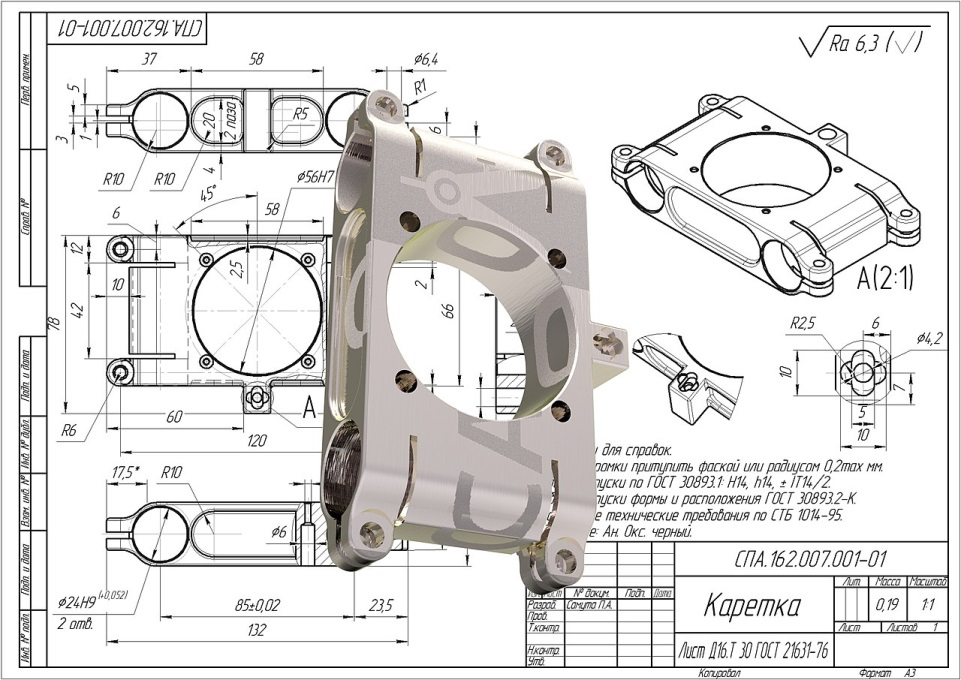 СПА.162.007.001-01
√Ra 6,3 (√)
Перв. примен.
Справ. №
Подп. и дата
Инв. № дубл.
Взам. инв. №
Подп. и дата
Инв. № подл.
37
58
ø6,4
R1
5
3
1
20
2 паза
R5
4
6
R10
R10
45°
ø56H7
6
58
12
2,5
10
42
78
2
66
R6
60
A
120
A(2:1)
R2,5
6
ø4,2
10
7
5
10
17,5*
R10
ø6
ø24H9(+0,052)
2 отв.
85±0,02
23,5
132
для справок.
притупить фаской или радиусом 0,2max мм.
по ГОСТ 30893.1: H14, h14, ± IT14/2.
формы и расположения ГОСТ 30893.2-К
технические требования по СТБ 1014-95.
Ан. Окс. черный.
СПА.162.007.001-01
№ докум. Подп. Дата
Разраб. Самута П.А.
Пров.
Т.контр.
Н.контр.
Утв.
Каретка
Лит. Масса Масштаб
0,19 1:1
Лист Листов 1
Лист Д16.Т 30 ГОСТ 21631-76
Копировал Формат А3